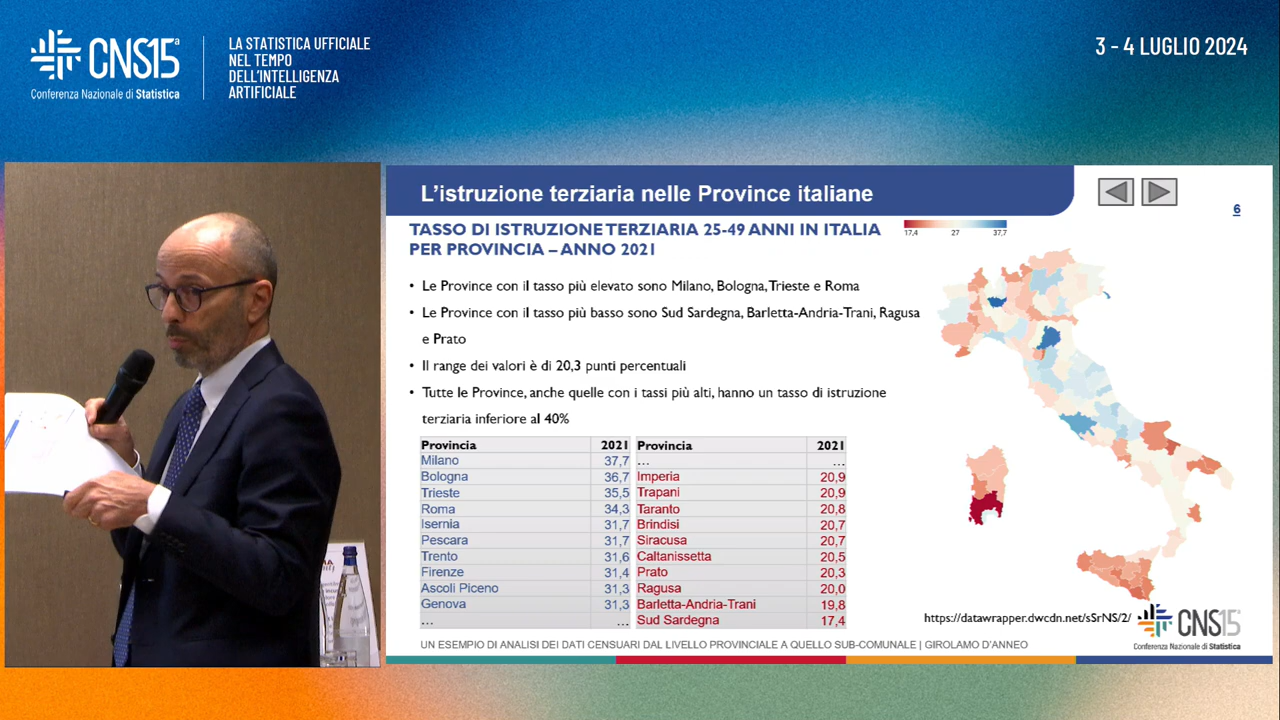 CNS15ª
Conferenza Nazionale di Statistica
LA STATISTICA UFFICIALE
NEL TEMPO
DELL'INTELLIGENZA
ARTIFICIALE
3 - 4 LUGLIO 2024
L'istruzione terziaria nelle Province italiane
6
TASSO DI ISTRUZIONE TERZIARIA 25-49 ANNI IN ITALIA
PER PROVINCIA – ANNO 2021
17,4 27 37,7
• Le Province con il tasso più elevato sono Milano, Bologna, Trieste e Roma
• Le Province con il tasso più basso sono Sud Sardegna, Barletta-Andria-Trani, Ragusa
e Prato
• Il range dei valori è di 20,3 punti percentuali
• Tutte le Province, anche quelle con i tassi più alti, hanno un tasso di istruzione
terziaria inferiore al 40%
Provincia 2021 Provincia 2021
Milano 37,7 ... ...
Bologna 36,7 Imperia 20,9
Trieste 35,5 Trapani 20,9
Roma 34,3 Taranto 20,8
Isernia 31,7 Brindisi 20,7
Pescara 31,7 Siracusa 20,7
Trento 31,6 Caltanissetta 20,5
Firenze 31,4 Prato 20,3
Ascoli Piceno 31,3 Ragusa 20,0
Genova 31,3 Barletta-Andria-Trani 19,8
... ... Sud Sardegna 17,4
https://datawrapper.dwcdn.net/sSrNS/2/
CNS15ª
Conferenza Nazionale di Statistica
UN ESEMPIO DI ANALISI DEI DATI CENSUARI DAL LIVELLO PROVINCIALE A QUELLO SUB-COMUNALE | GIROLAMO D'ANNEO